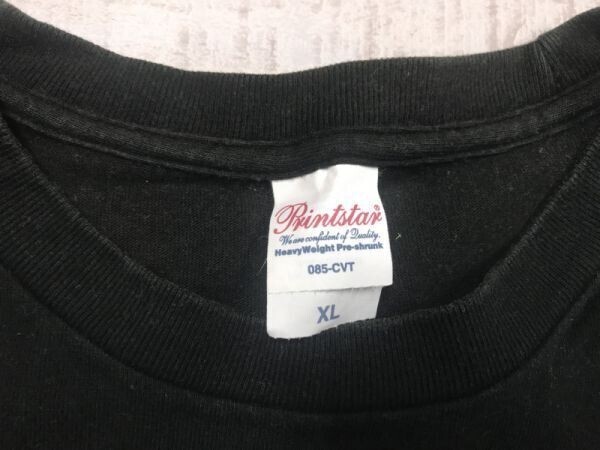 Printstar®
We are confident of Quality.
HeavyWeight Pre-shrunk
085-CVT
XL